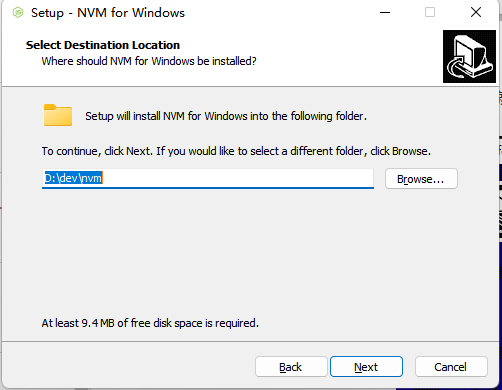 Setup - NVM for Windows
Select Destination Location
Where should NVM for Windows be installed?
Setup will install NVM for Windows into the following folder.
To continue, click Next. If you would like to select a different folder, click Browse.
D:\dev\nvm
Browse...
At least 9.4 MB of free disk space is required.
Back
Next
Cancel